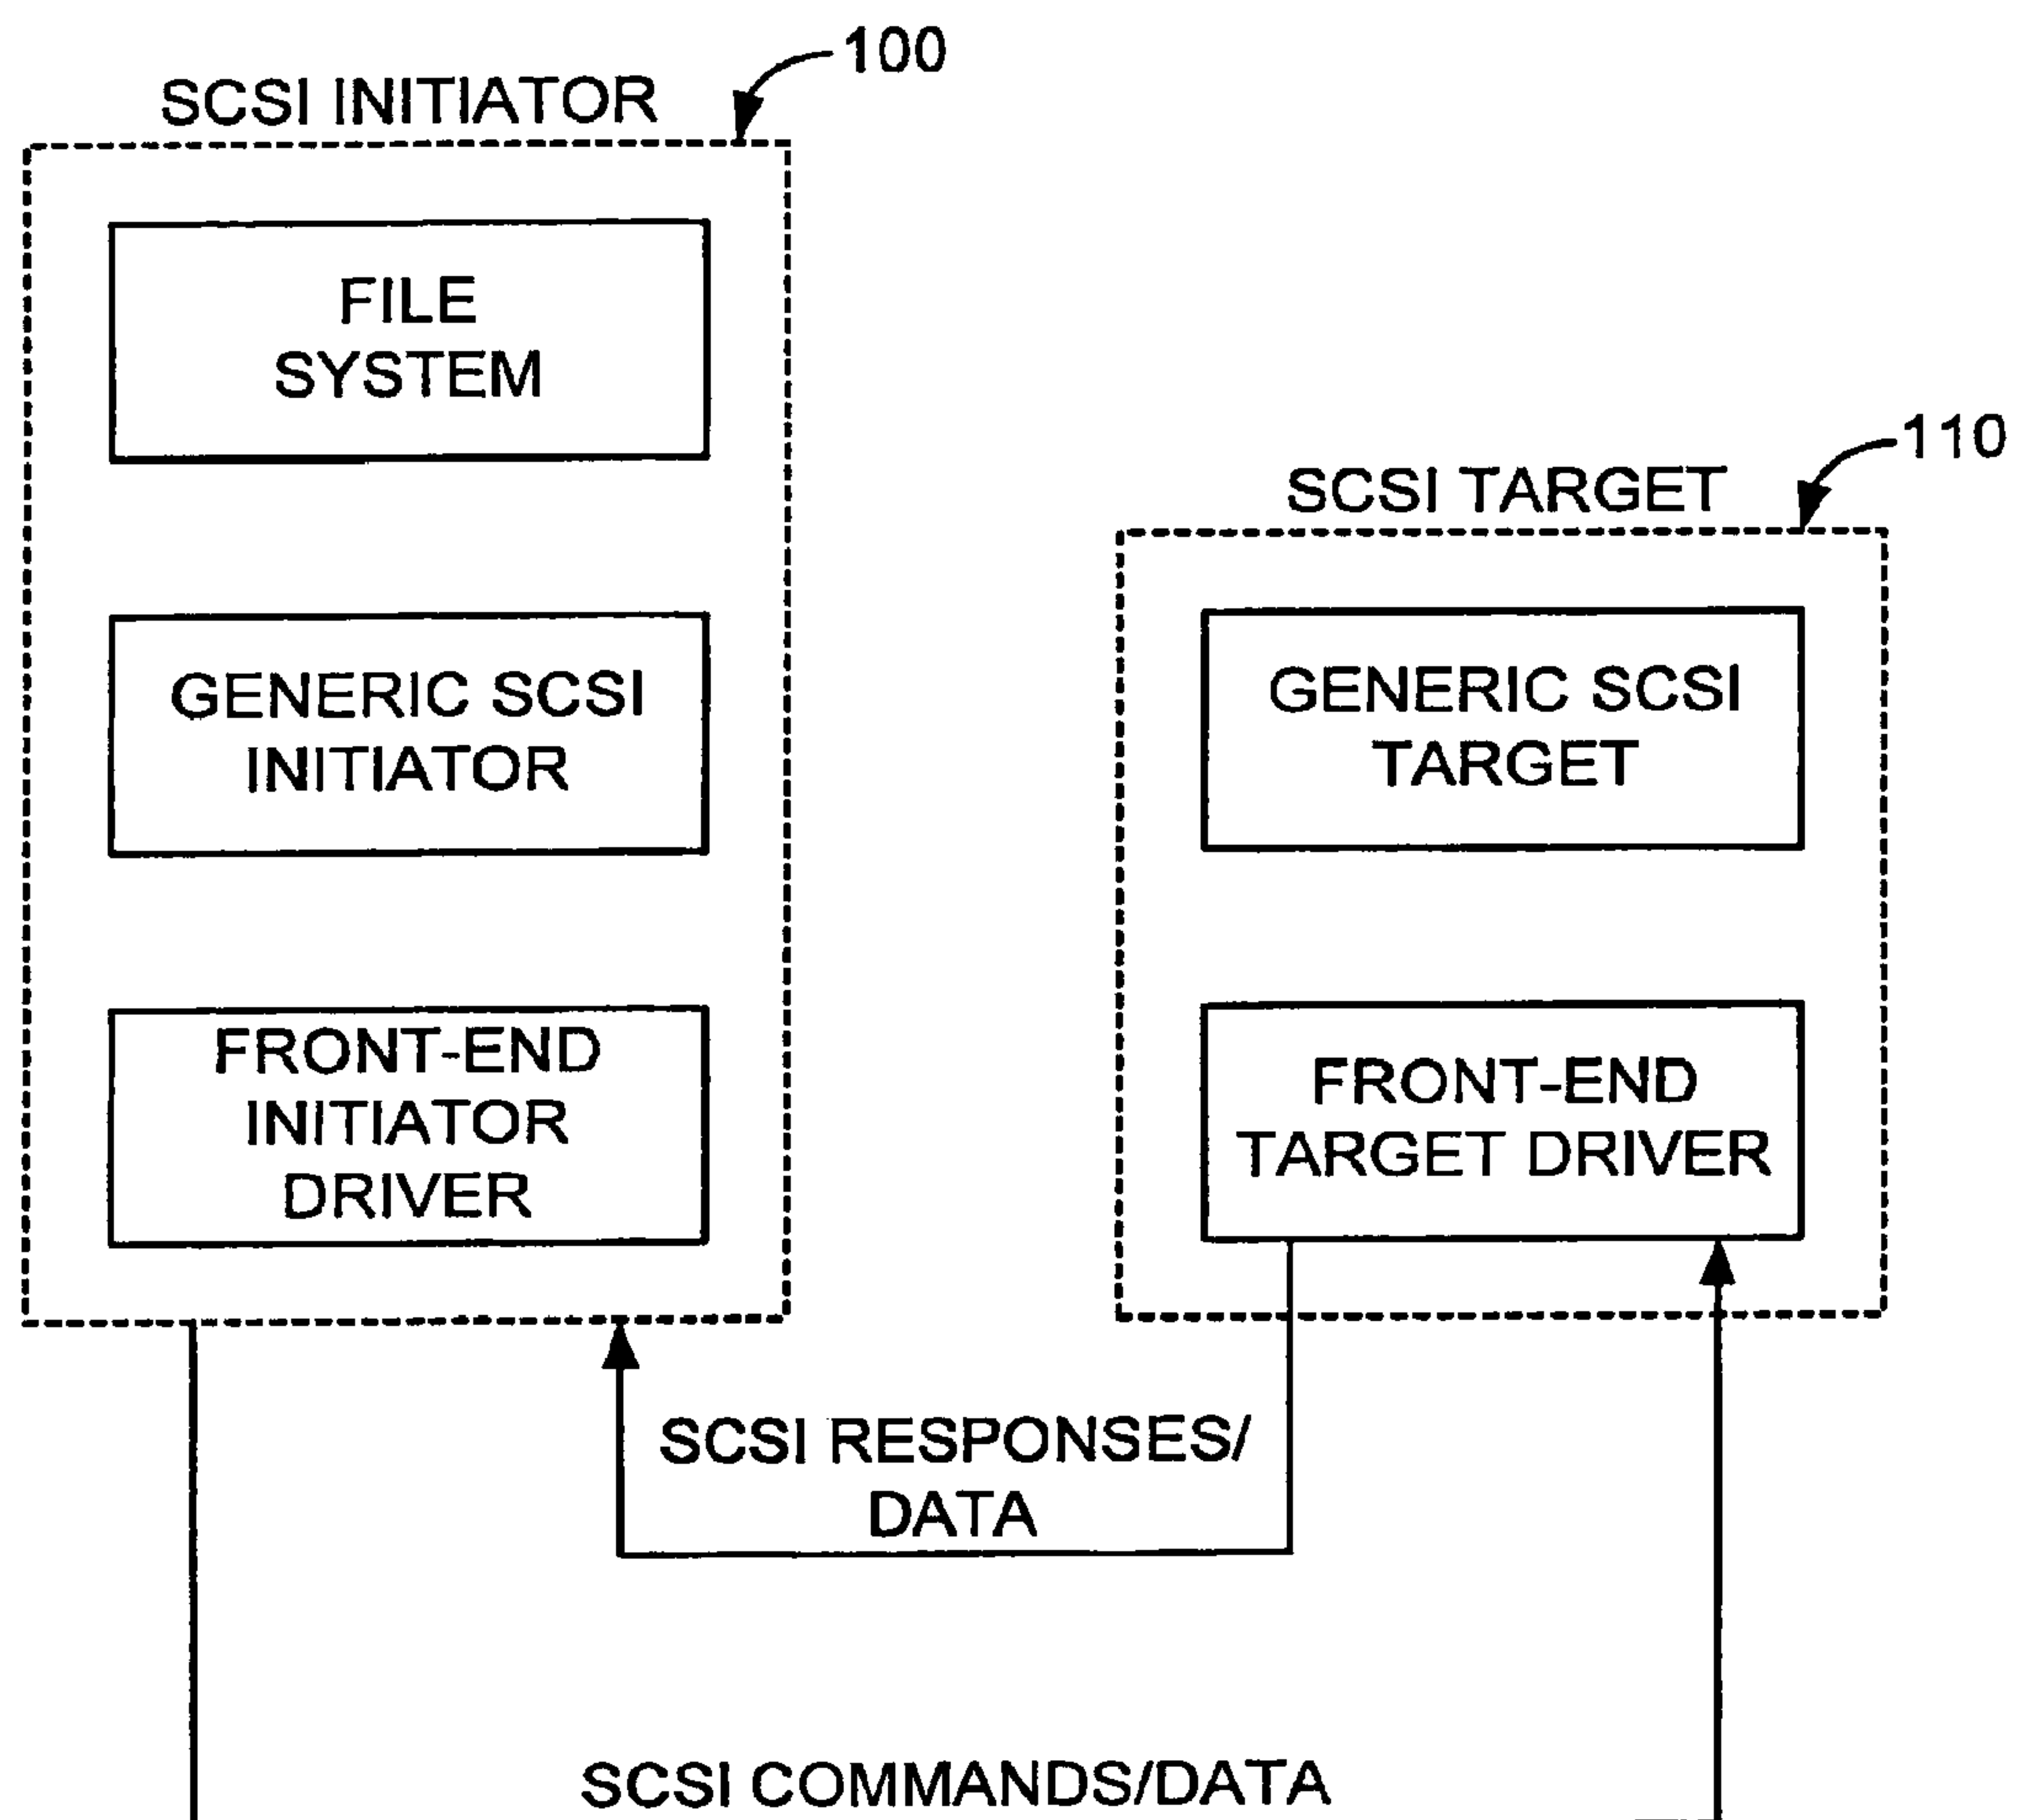 100
SCSI INITIATOR
FILE
SYSTEM
GENERIC SCSI
INITIATOR
FRONT-END
INITIATOR
DRIVER
110
SCSI TARGET
GENERIC SCSI
TARGET
FRONT-END
TARGET DRIVER
SCSI RESPONSES/
DATA
SCSI COMMANDS/DATA